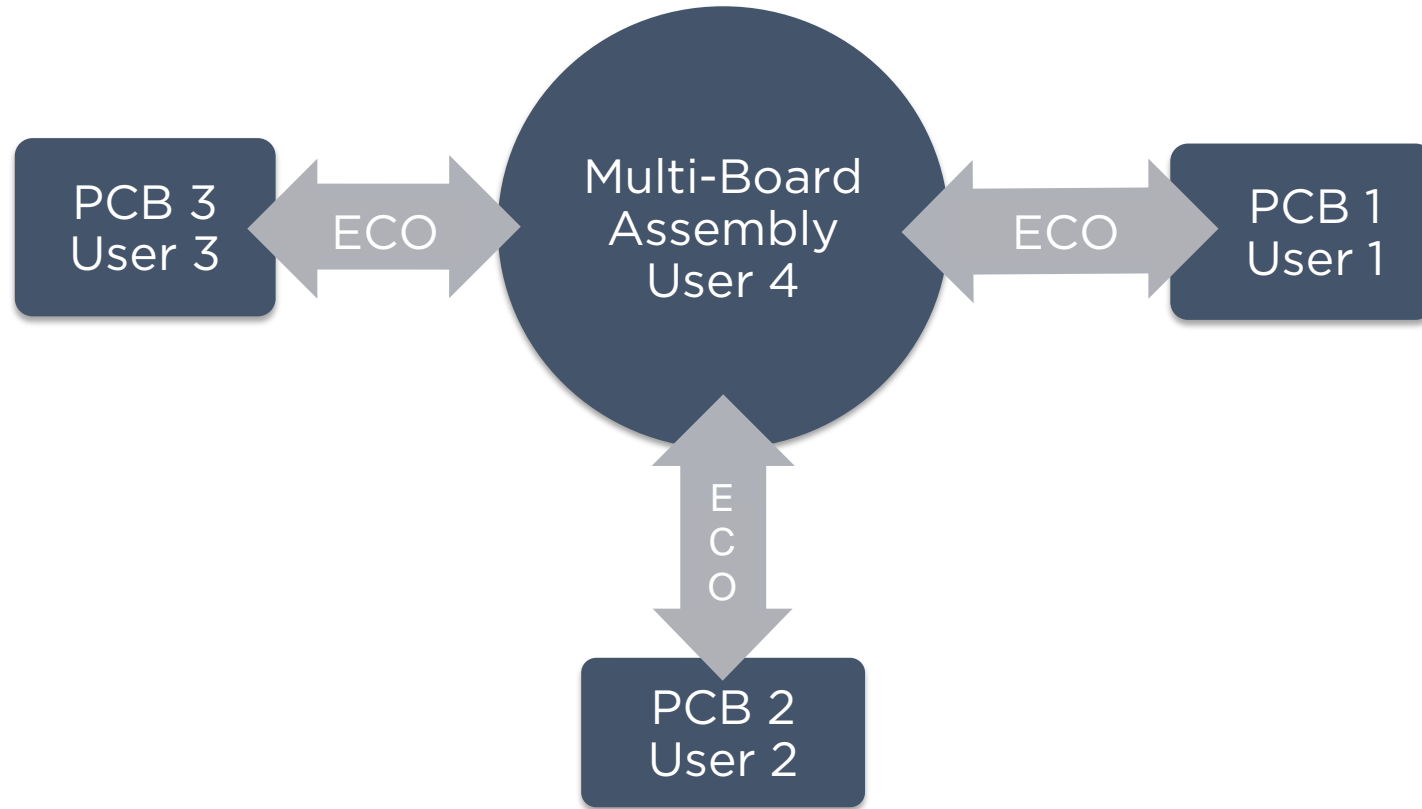 PCB 3
User 3
ECO
Multi-Board
Assembly
User 4
ECO
PCB 1
User 1
E
C
O
PCB 2
User 2